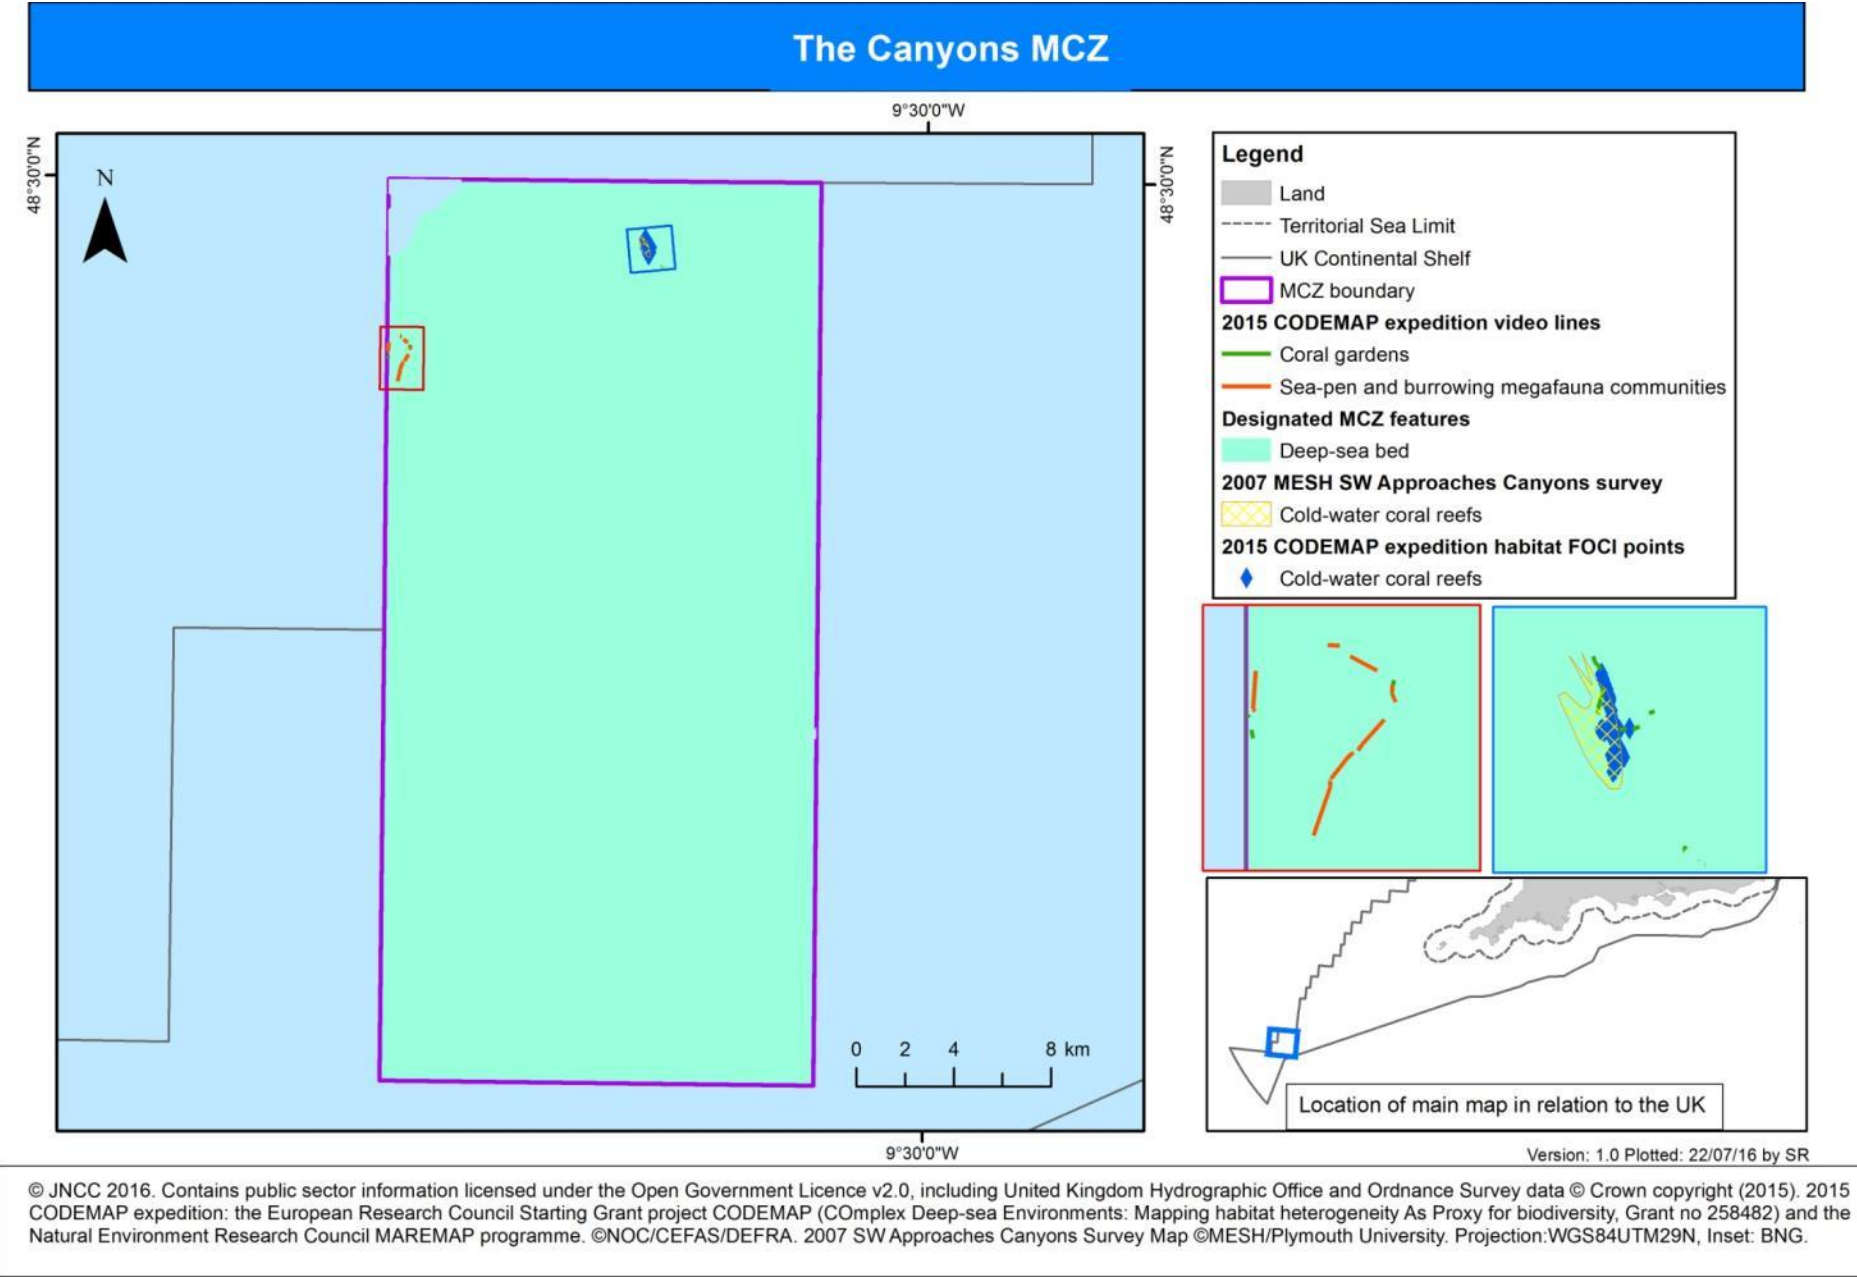 The Canyons MCZ
9°30'0"W
48°30'0"N
48°30'0"N
N
Legend
Land
Territorial Sea Limit
UK Continental Shelf
MCZ boundary
2015 CODEMAP expedition video lines
Coral gardens
Sea-pen and burrowing megafauna communities
Designated MCZ features
Deep-sea bed
2007 MESH SW Approaches Canyons survey
Cold-water coral reefs
2015 CODEMAP expedition habitat FOCI points
Cold-water coral reefs
0 2 4 8 km
Location of main map in relation to the UK
9°30'0"W
Version: 1.0 Plotted: 22/07/16 by SR
© JNCC 2016. Contains public sector information licensed under the Open Government Licence v2.0, including United Kingdom Hydrographic Office and Ordnance Survey data © Crown copyright (2015). 2015
CODEMAP expedition: the European Research Council Starting Grant project CODEMAP (COmplex Deep-sea Environments: Mapping habitat heterogeneity As Proxy for biodiversity, Grant no 258482) and the
Natural Environment Research Council MAREMAP programme. ©NOC/CEFAS/DEFRA. 2007 SW Approaches Canyons Survey Map ©MESH/Plymouth University. Projection:WGS84UTM29N, Inset: BNG.